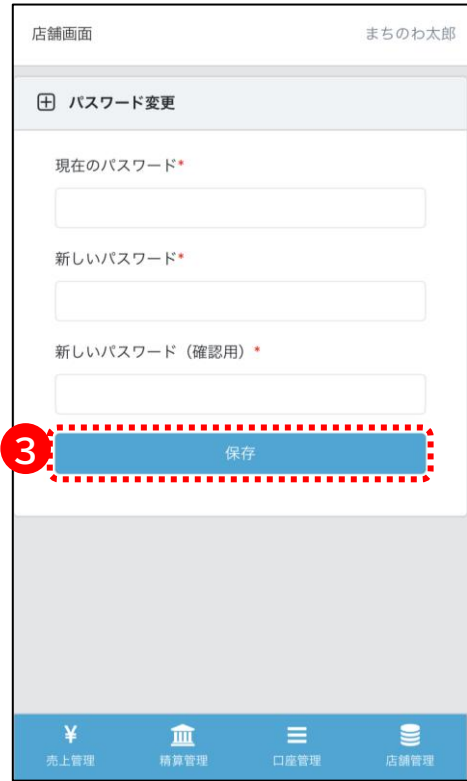 店舗画面 まちのわ太郎
パスワード変更
現在のパスワード*
新しいパスワード*
新しいパスワード（確認用）*
3 保存
¥
売上管理 精算管理 口座管理 店舗管理